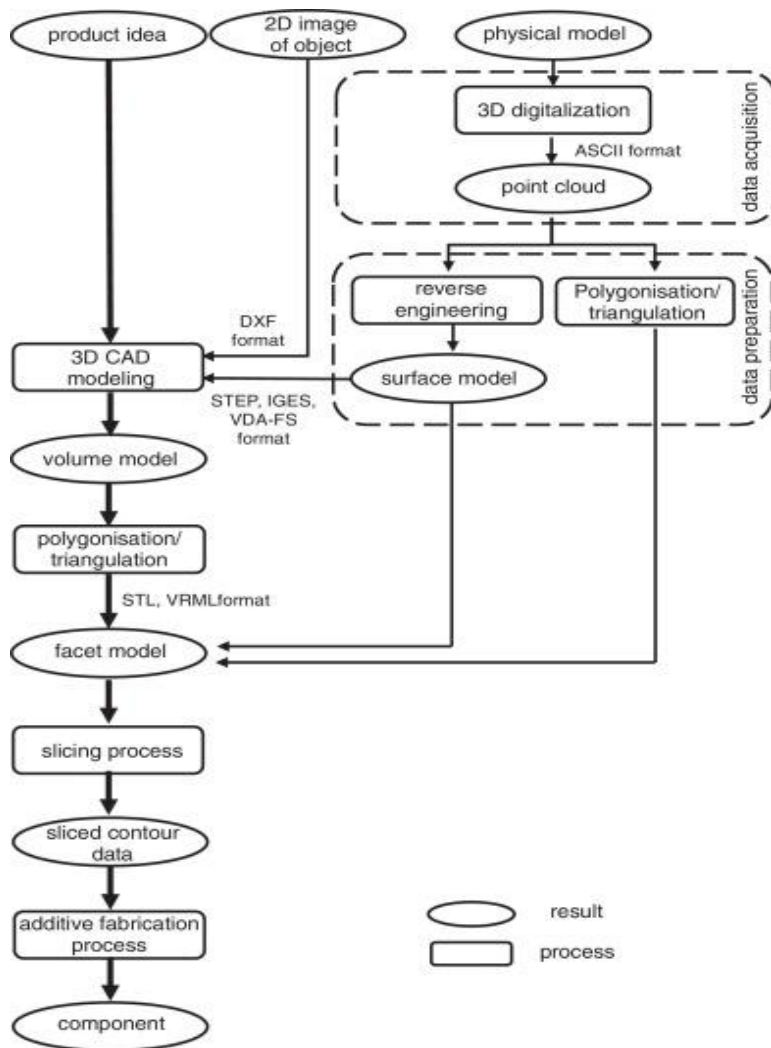 product idea
2D image
of object
physical model
3D digitalization
ASCII format
point cloud
data acquisition
reverse
engineering
Polygonisation/
triangulation
data preparation
DXF
format
3D CAD
modeling
surface model
STEP, IGES,
VDA-FS
format
volume model
polygonisation/
triangulation
STL, VRMLformat
facet model
slicing process
sliced contour
data
additive fabrication
process
component
result
process